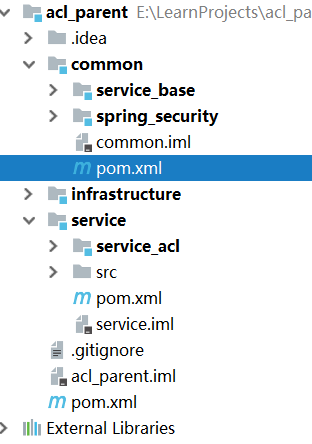 acl_parent E:\LearnProjects\acl_pa
.idea
common
service_base
spring_security
common.iml
pom.xml
infrastructure
service
service_acl
src
pom.xml
service.iml
.gitignore
acl_parent.iml
pom.xml
External Libraries